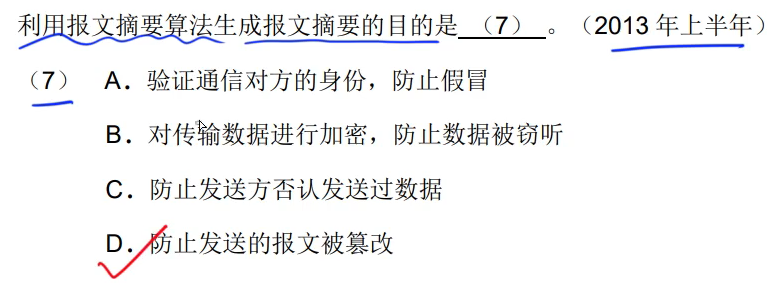 利用报文摘要算法生成报文摘要的目的是 （7） 。（2013 年上半年）
（7） A．验证通信对方的身份，防止假冒
B．对传输数据进行加密，防止数据被窃听
C．防止发送方否认发送过数据
D．防止发送的报文被篡改